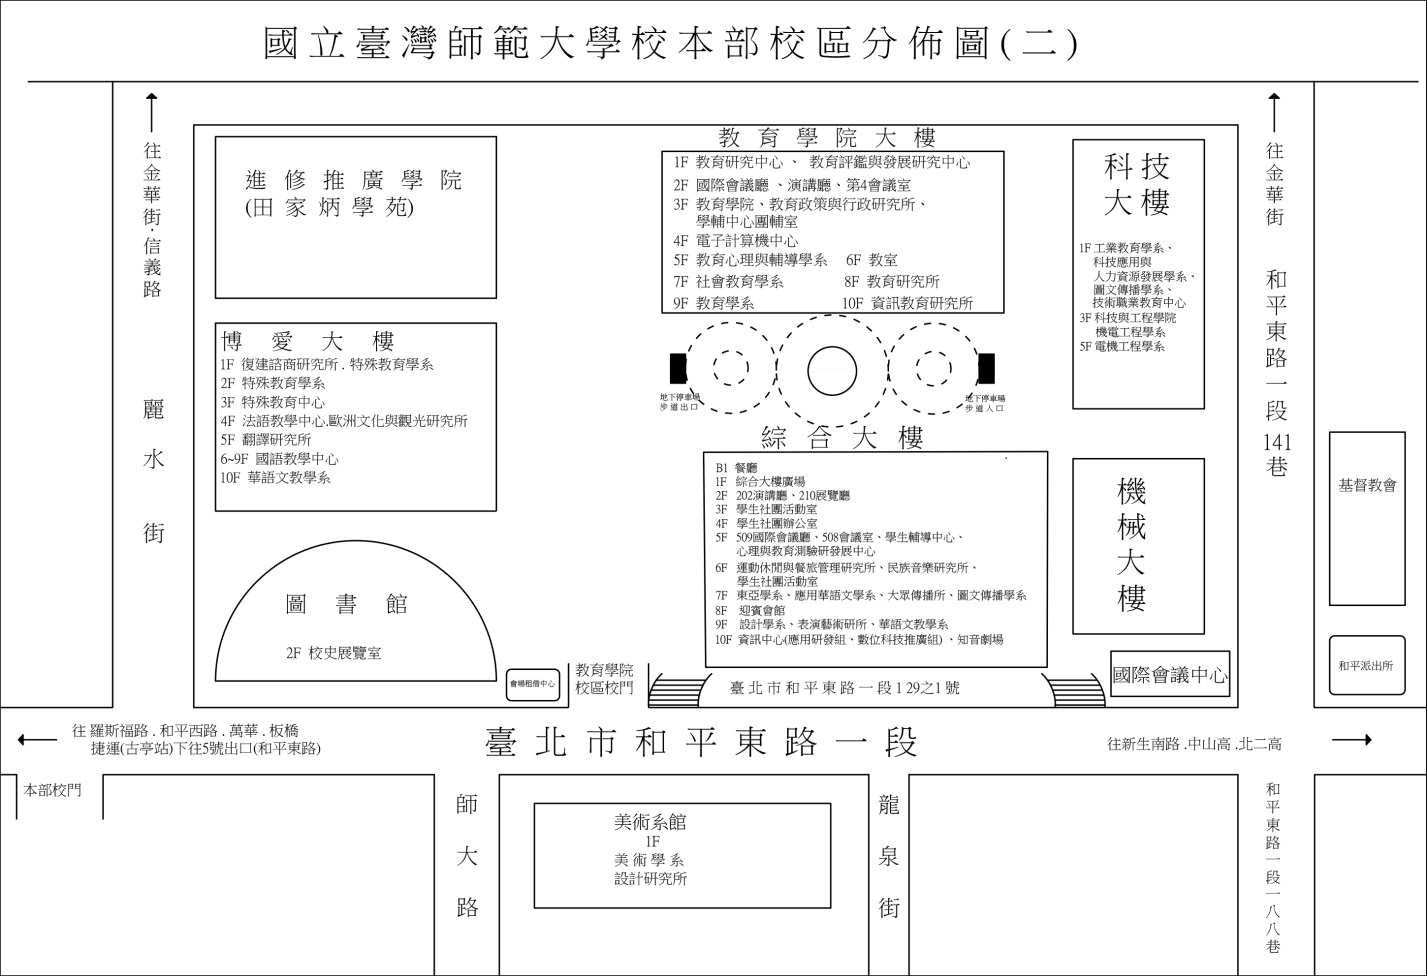 國立臺灣師範大學校本部校區分佈圖(二)
往金華街·信義路
麗水街
進修推廣學院
(田家炳學苑)
博愛大樓
1F 復建諮商研究所 . 特殊教育學系
2F 特殊教育學系
3F 特殊教育中心
4F 法語教學中心.歐洲文化與觀光研究所
5F 翻譯研究所
6~9F 國語教學中心
10F 華語文教學系
圖書館
2F 校史展覽室
會場租借中心
教育學院
校區校門
教育學院大樓
1F 教育研究中心、 教育評鑑與發展研究中心
2F 國際會議廳、演講廳、第4會議室
3F 教育學院、教育政策與行政研究所、
學輔中心團輔室
4F 電子計算機中心
5F 教育心理與輔導學系 6F 教室
7F 社會教育學系 8F 教育研究所
9F 教育學系 10F 資訊教育研究所
地下停車場
步道出口
地下停車場
步道入口
綜合大樓
B1 餐廳
1F 綜合大樓廣場
2F 202演講廳、210展覽廳
3F 學生社團活動室
4F 學生社團辦公室
5F 509國際會議廳、508會議室、學生輔導中心、
心理與教育測驗研發展中心
6F 運動休閒與餐旅管理研究所、民族音樂研究所、
學生社團活動室
7F 東亞學系、應用華語文學系、大眾傳播所、圖文傳播學系
8F 迎賓會館
9F 設計學系、表演藝術研所、華語文教學系
10F 資訊中心(應用研發組、數位科技推廣組)、知音劇場
臺北市和平東路一段129之1號
科技
大樓
1F 工業教育學系、
科技應用與
人力資源發展學系、
圖文傳播學系、
技術職業教育中心
3F 科技與工程學院
機電工程學系
5F 電機工程學系
機械大樓
國際會議中心
往金華街
和平東路一段141巷
基督教會
和平派出所
往 羅斯福路 . 和平西路 . 萬華 . 板橋
捷運(古亭站)下往5號出口(和平東路)
臺北市和平東路一段
往新生南路 .中山高 .北二高
本部校門
師大路
美術系館
1F
美術學系
設計研究所
龍泉街
和平東路一段一八八巷